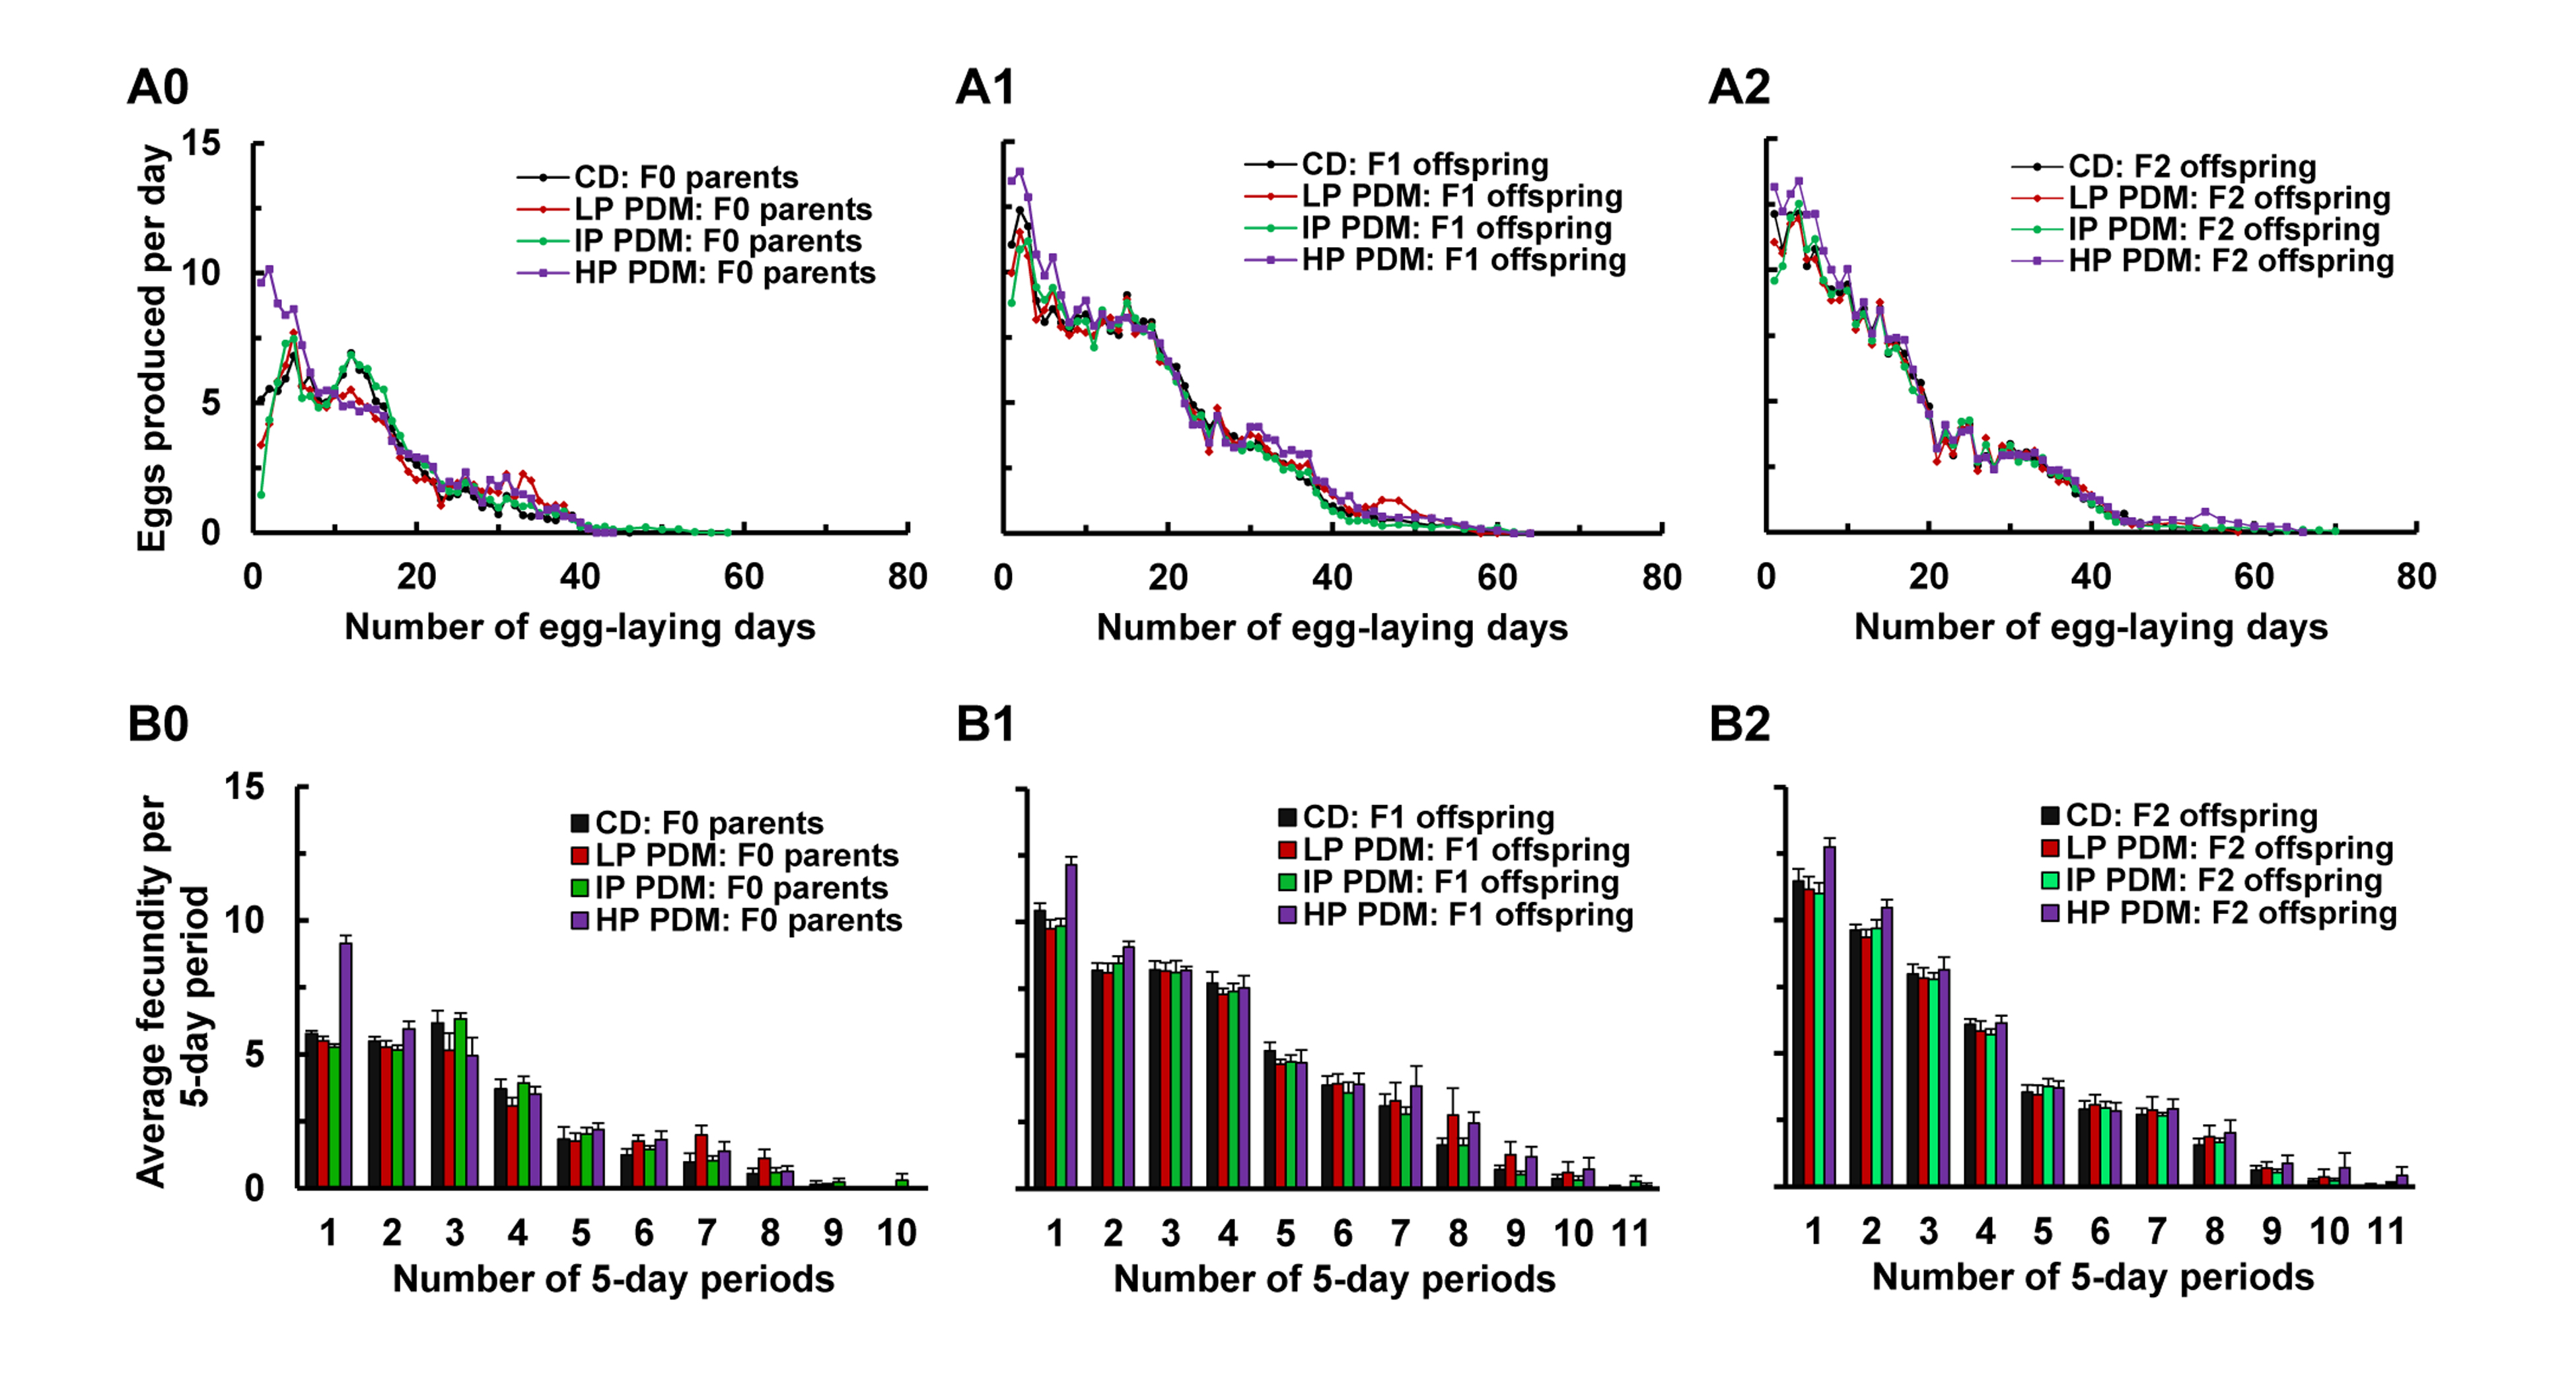 A0
A1
A2
Eggs produced per day
15
10
5
0
CD: F0 parents
LP PDM: F0 parents
IP PDM: F0 parents
HP PDM: F0 parents
0 20 40 60 80
Number of egg-laying days
CD: F1 offspring
LP PDM: F1 offspring
IP PDM: F1 offspring
HP PDM: F1 offspring
0 20 40 60 80
Number of egg-laying days
CD: F2 offspring
LP PDM: F2 offspring
IP PDM: F2 offspring
HP PDM: F2 offspring
0 20 40 60 80
Number of egg-laying days
B0
B1
B2
Average fecundity per
5-day period
15
10
5
0
CD: F0 parents
LP PDM: F0 parents
IP PDM: F0 parents
HP PDM: F0 parents
1 2 3 4 5 6 7 8 9 10
Number of 5-day periods
CD: F1 offspring
LP PDM: F1 offspring
IP PDM: F1 offspring
HP PDM: F1 offspring
1 2 3 4 5 6 7 8 9 10 11
Number of 5-day periods
CD: F2 offspring
LP PDM: F2 offspring
IP PDM: F2 offspring
HP PDM: F2 offspring
1 2 3 4 5 6 7 8 9 10 11
Number of 5-day periods